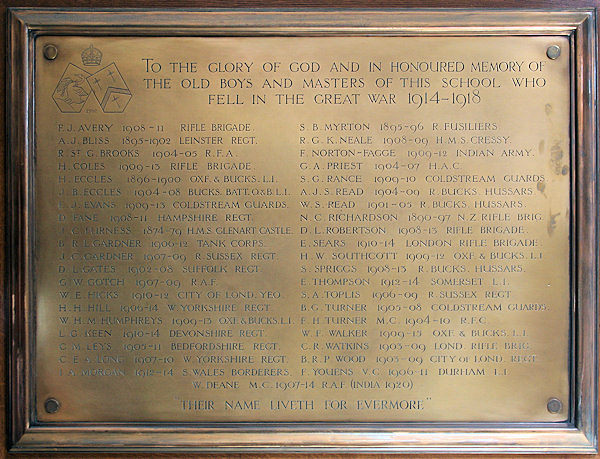 TO THE GLORY OF GOD AND IN HONOURED MEMORY OF
THE OLD BOYS AND MASTERS OF THIS SCHOOL WHO
FELL IN THE GREAT WAR 1914-1918
F. J. AVERY 1908-11 RIFLE BRIGADE.
A. J. BLISS 1895-1902 LEINSTER REGT.
R. ST G. BROOKS 1904-05 R.F.A.
H. COLES 1909-13 RIFLE BRIGADE.
H. ECCLES 1896-1900 OXF. & BUCKS. L.I.
J. B. ECCLES 1904-08 BUCKS. BATT. O. & B. L.I.
E. J. EVANS 1909-13 COLDSTREAM GUARDS.
D. FANE 1908-11 HAMPSHIRE REGT.
J. C. FURNESS 1874-79 H.M.S. GLENART CASTLE.
B. R. L. GARDNER 1906-12 TANK CORPS.
J. C. GARDNER 1907-09 R. SUSSEX REGT.
D. L. GATES 1902-08 SUFFOLK REGT.
G. W. GOTCH 1907-09 R.A.F.
W. E. HICKS 1910-12 CITY OF LOND. YEO.
H. H. HILL 1906-14 W. YORKSHIRE REGT.
W. H. M. HUMPHREYS 1909-13 OXF. & BUCKS. L.I.
L. G. KEEN 1910-14 DEVONSHIRE REGT.
C. M. LEYS 1905-11 BEDFORDSHIRE REGT.
C. E. S. LONG 1907-10 W. YORKSHIRE REGT.
I. S. MORGAN 1912-14 S. WALES BORDERERS.
S. B. MYRTON 1895-96 R. FUSILIERS.
R. G. K. NEALE 1908-09 H.M.S. CRESSY.
F. NORTON-FAGGE 1909-12 INDIAN ARMY.
G. A. PRIEST 1904-07 H.A.C.
S. G. RANCE 1909-10 COLDSTREAM GUARDS.
A. J. S. READ 1904-09 R. BUCKS. HUSSARS.
W. S. READ 1901-05 R. BUCKS. HUSSARS.
N. C. RICHARDSON 1890-97 N.Z RIFLE BRIG.
D. L. ROBERTSON 1908-13 RIFLE BRIGADE.
E. SEARS 1910-14 LONDON RIFLE BRIGADE
H. W. SOUTHCOTT 1909-12 OXF. & BUCKS. L.I
S. SPRIGGS 1908-13 R. BUCKS. HUSSARS.
E. THOMPSON 1912-14 SOMERSET L.I.
S. A. TOPLIS 1906-09 R. SUSSEX REGT
B. G. TURNER 1905-08 COLDSTREAM GUARDS.
F. H. TURNER M.C. 1904-10 R.F.C.
W. F. WALKER 1909-15 OXF. & BUCKS. L.I.
C. R. WATKINS 1903-09 LOND. RIFLE BRIG.
B. R. P. WOOD 1903-09 CITY OF LOND. REGT.
F. YOUENS V.C. 1906-11 DURHAM L.I
W. DEANE M.C. 1907-14 R.A.F. (INDIA 1920)
"THEIR NAME LIVETH FOR EVERMORE"